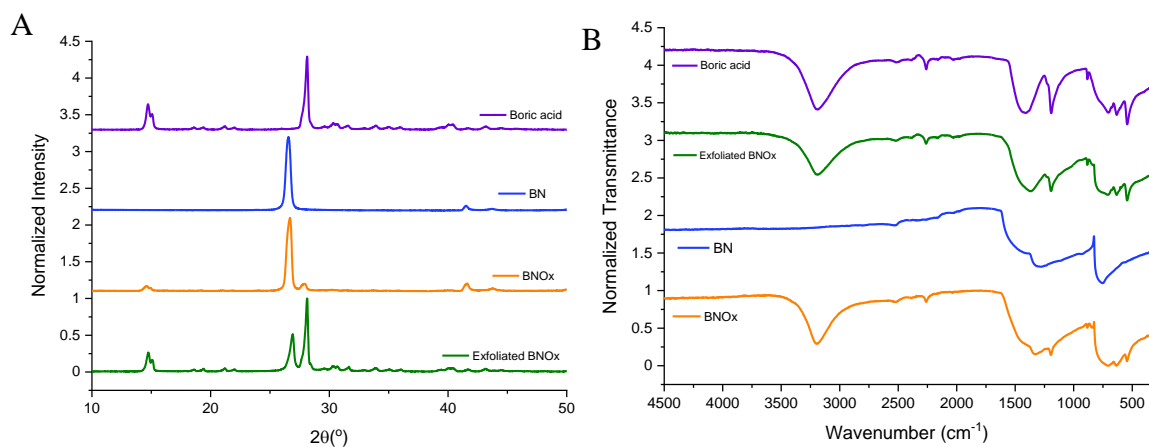 A
4.5
4
3.5
3
2.5
2
1.5
1
0.5
0
Normalized Intensity
Boric acid
BN
BNOx
Exfoliated BNOx
10 20 30 40 50
2θ(º)
B
4.5
4
3.5
3
2.5
2
1.5
1
0.5
0
Normalized Transmittance
Boric acid
Exfoliated BNOx
BN
BNOx
4500 4000 3500 3000 2500 2000 1500 1000 500
Wavenumber (cm⁻¹)